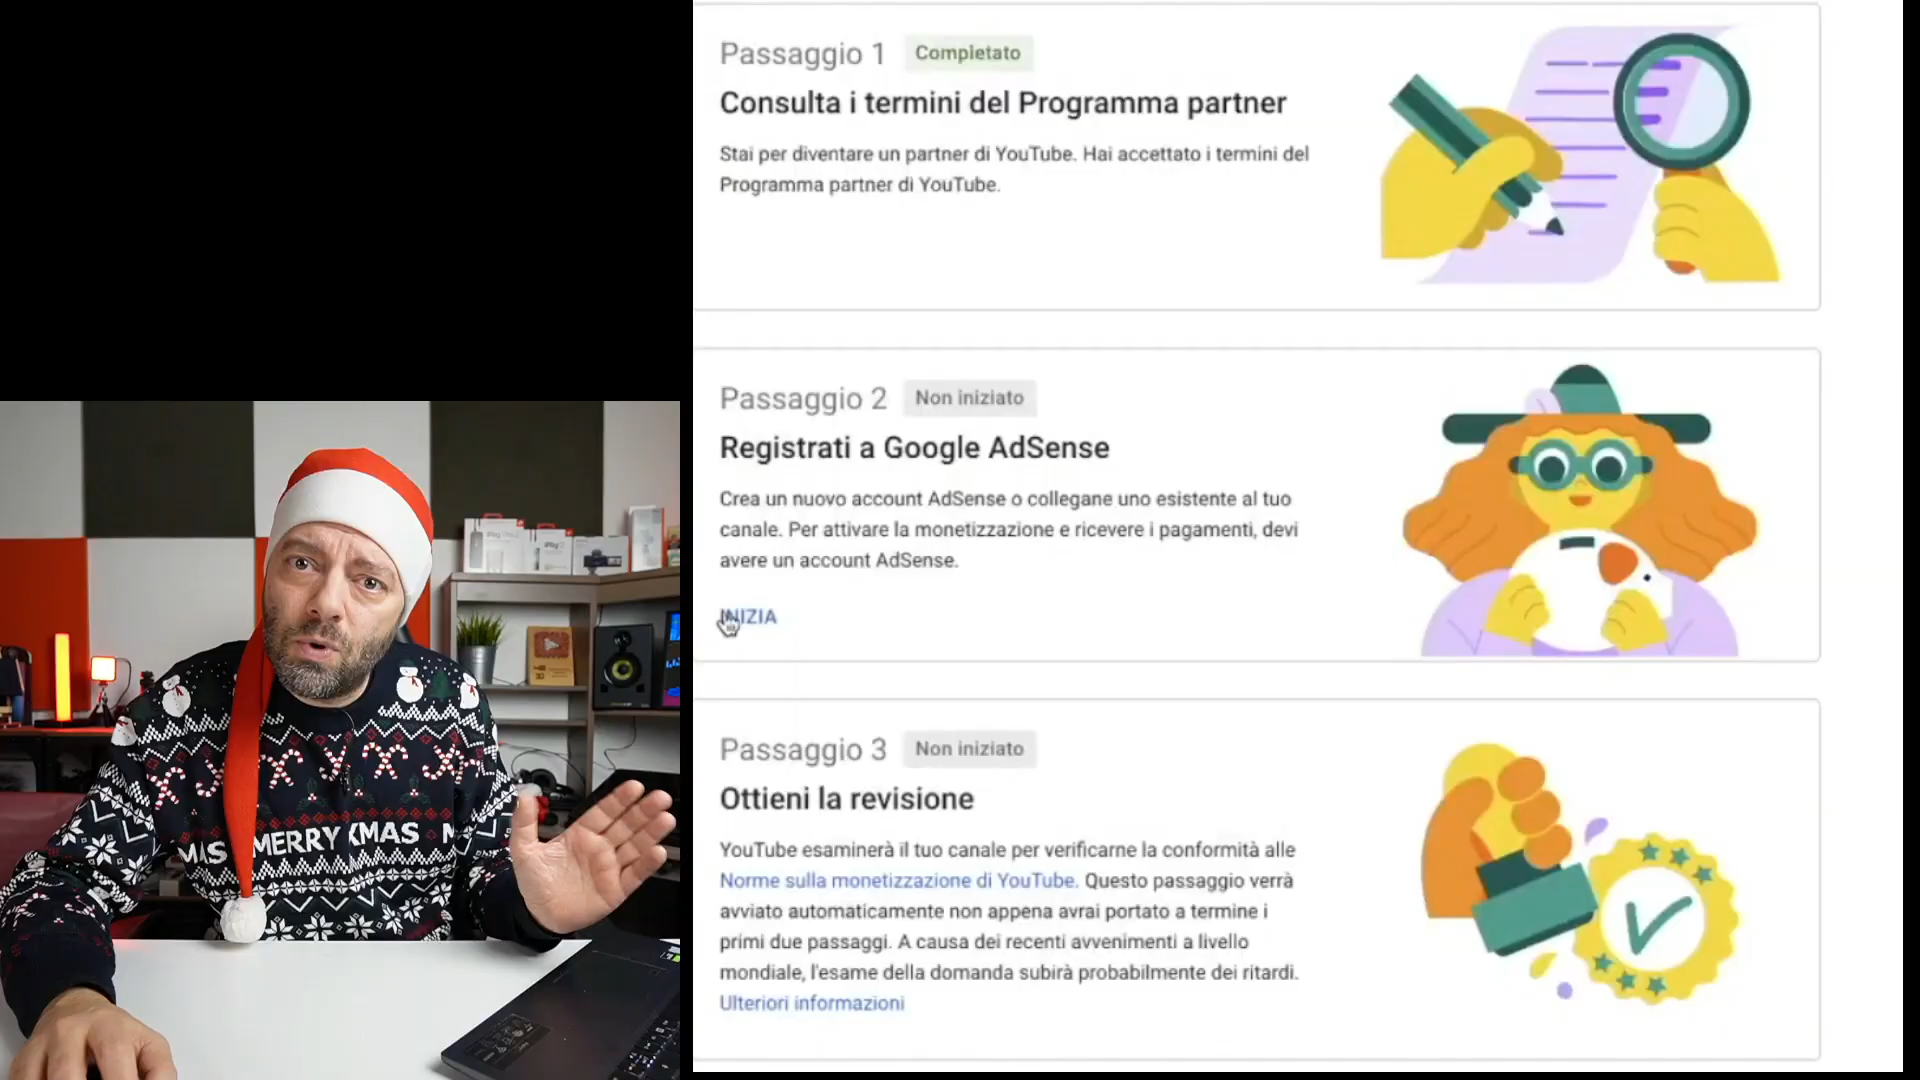 Passaggio 1 Completato
Consulta i termini del Programma partner
Stai per diventare un partner di YouTube. Hai accettato i termini del
Programma partner di YouTube.
Passaggio 2 Non iniziato
Registrati a Google AdSense
Crea un nuovo account AdSense o collegane uno esistente al tuo
canale. Per attivare la monetizzazione e ricevere i pagamenti, devi
avere un account AdSense.
INIZIA
Passaggio 3 Non iniziato
Ottieni la revisione
YouTube esaminerà il tuo canale per verificarne la conformità alle
Norme sulla monetizzazione di YouTube. Questo passaggio verrà
avviato automaticamente non appena avrai portato a termine i
primi due passaggi. A causa dei recenti avvenimenti a livello
mondiale, l'esame della domanda subirà probabilmente dei ritardi.
Ulteriori informazioni
MAS MERRY XMAS M